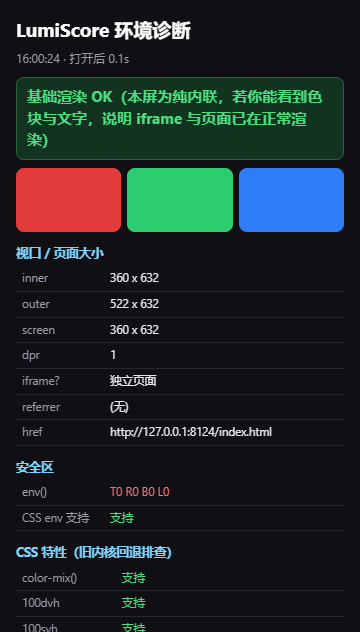 LumiScore 环境诊断
16:00:24 · 打开后 0.1s
基础渲染 OK（本屏为纯内联，若你能看到色
块与文字，说明 iframe 与页面已在正常渲
染）
视口 / 页面大小
inner 360 x 632
outer 522 x 632
screen 360 x 632
dpr 1
iframe? 独立页面
referrer (无)
href http://127.0.0.1:8124/index.html
安全区
env() T0 R0 B0 L0
CSS env 支持 支持
CSS 特性（旧内核回退排查）
color-mix() 支持
100dvh 支持
100svh 支持